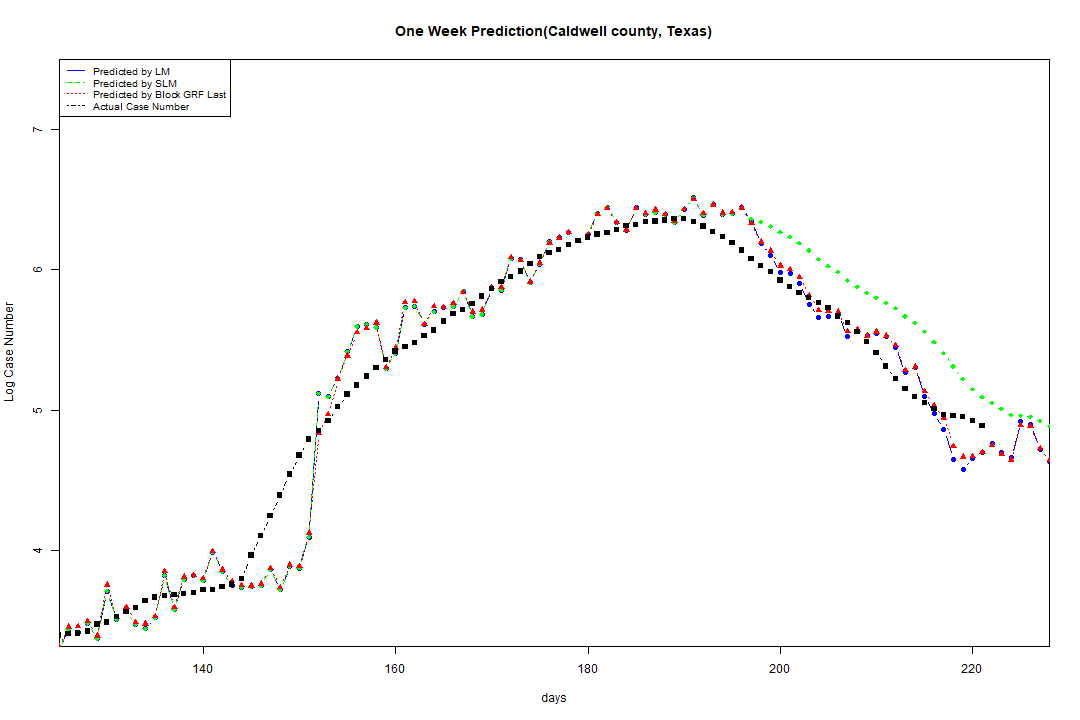 One Week Prediction(Caldwell county, Texas)
Predicted by LM
Predicted by SLM
Predicted by Block GRF Last
Actual Case Number
7
6
5
4
Log Case Number
140 160 180 200 220
days